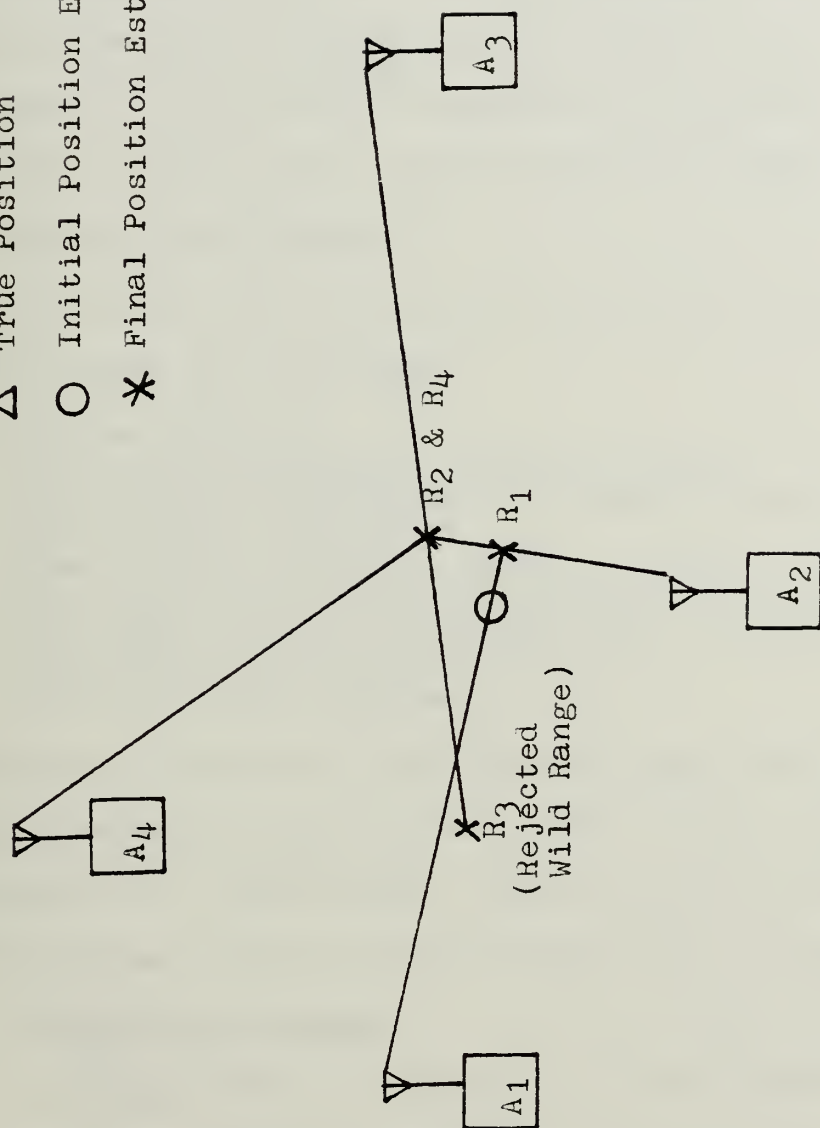 True Position
Initial Position E
Final Position Est
A4
A3
R2 & R4
R1
R3
(Rejected
Wild Range)
A1
A2